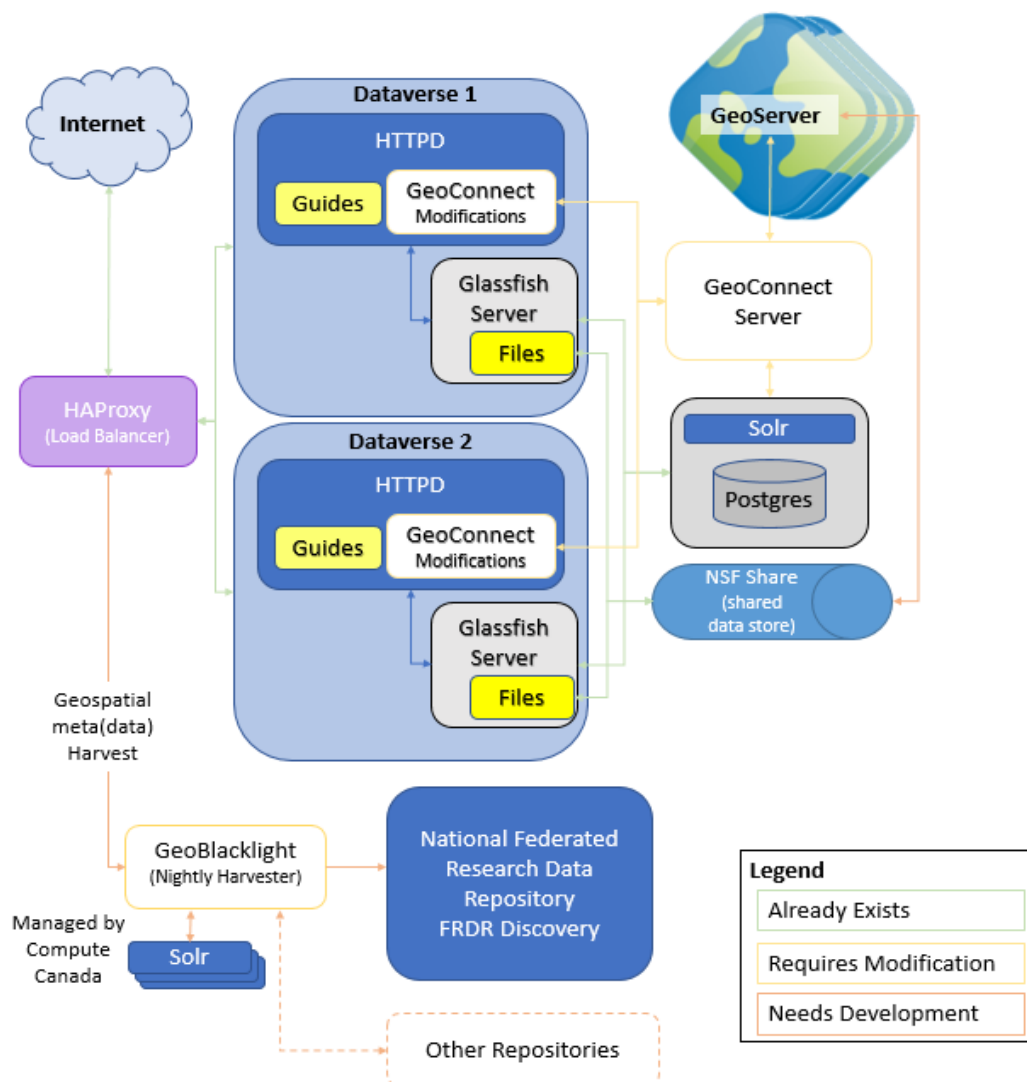 Internet
Dataverse 1
HTTPD
Guides
GeoConnect
Modifications
Glassfish
Server
Files
GeoServer
GeoConnect
Server
HAProxy
(Load Balancer)
Solr
Postgres
Dataverse 2
HTTPD
Guides
GeoConnect
Modifications
Glassfish
Server
Files
NSF Share
(shared
data store)
Geospatial
meta(data)
Harvest
GeoBlacklight
(Nightly Harvester)
National Federated
Research Data
Repository
FRDR Discovery
Managed by
Compute
Canada
Solr
Other Repositories
Legend
Already Exists
Requires Modification
Needs Development